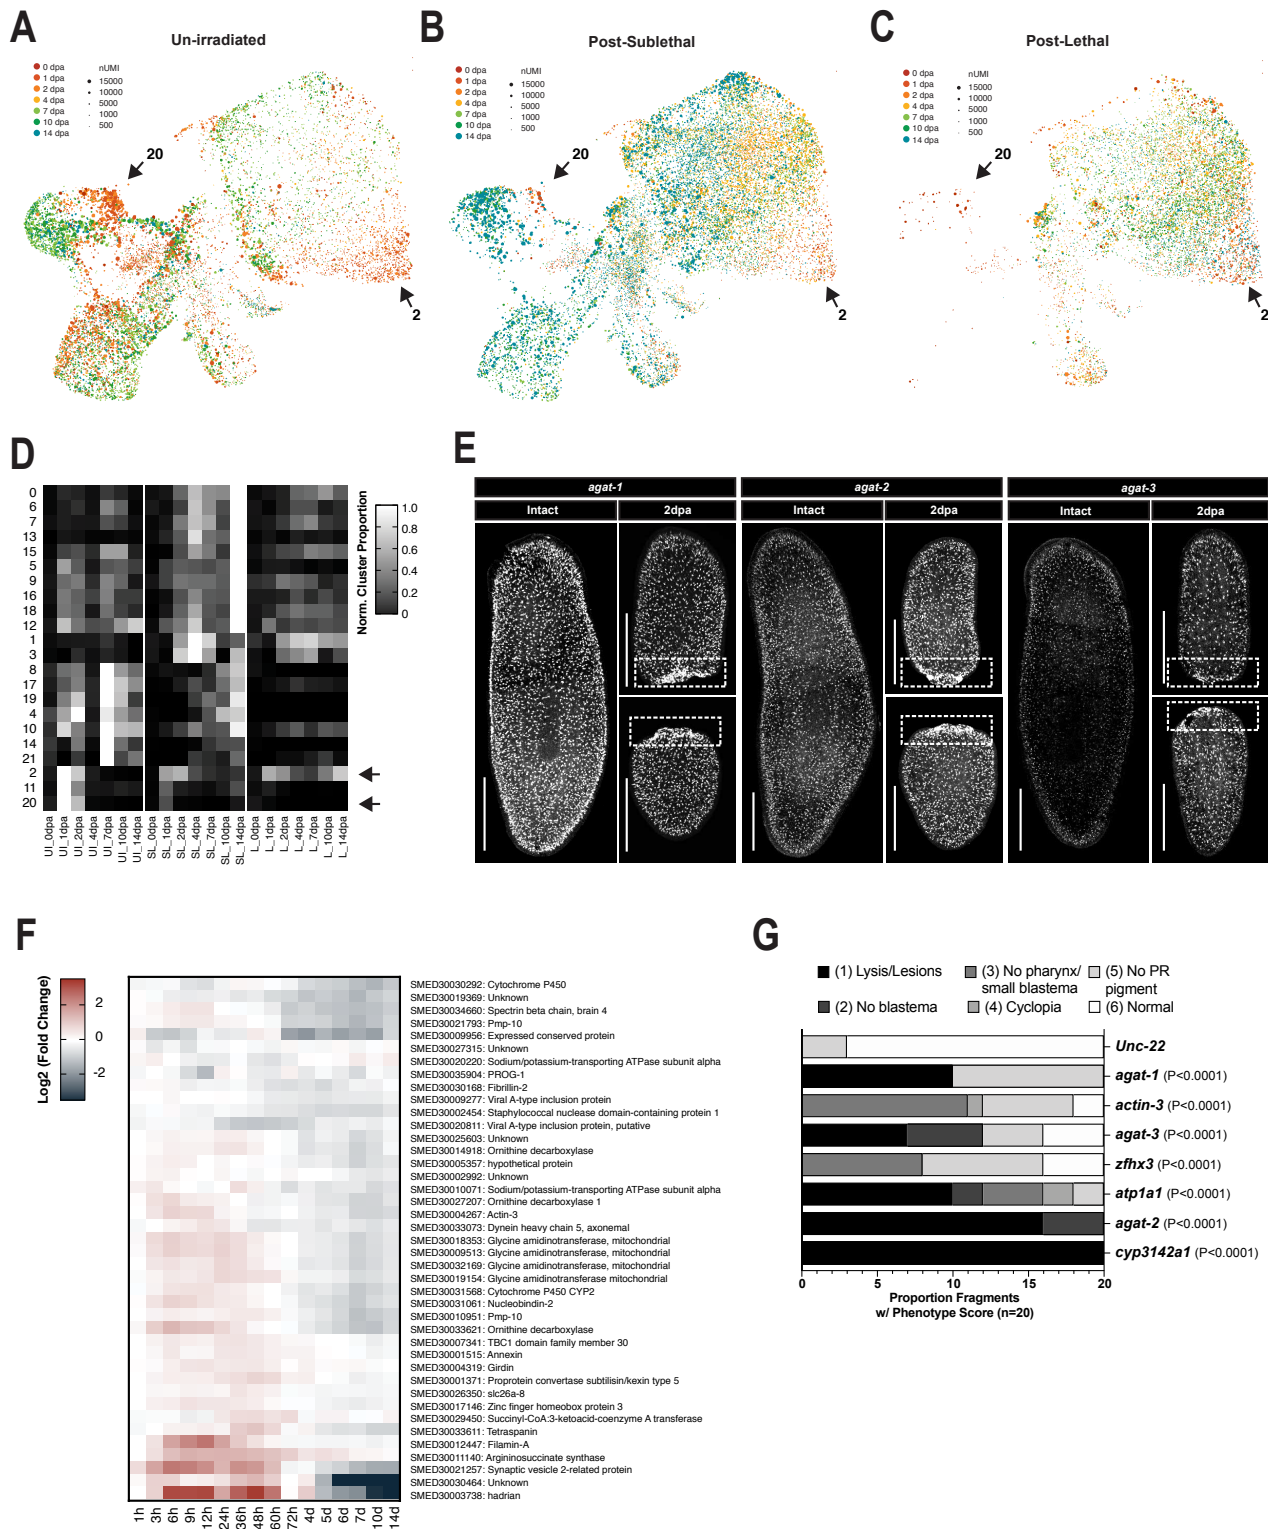 A
Un-irradiated
0 dpa
1 dpa
2 dpa
4 dpa
7 dpa
10 dpa
14 dpa
nUMI
15000
10000
5000
1000
500
20
2
B
Post-Sublethal
0 dpa
1 dpa
2 dpa
4 dpa
7 dpa
10 dpa
14 dpa
nUMI
15000
10000
5000
1000
500
20
2
C
Post-Lethal
0 dpa
1 dpa
2 dpa
4 dpa
7 dpa
10 dpa
14 dpa
nUMI
15000
10000
5000
1000
500
20
2
D
0
6
7
13
15
5
9
16
18
12
1
3
8
17
19
4
10
14
21
2
11
20
UI_0dpa
UI_1dpa
UI_2dpa
UI_4dpa
UI_7dpa
UI_10dpa
UI_14dpa
SL_0dpa
SL_1dpa
SL_2dpa
SL_4dpa
SL_7dpa
SL_10dpa
SL_14dpa
L_0dpa
L_1dpa
L_2dpa
L_4dpa
L_7dpa
L_10dpa
L_14dpa
Norm. Cluster Proportion
1.0
0.8
0.6
0.4
0.2
0
E
agat-1
agat-2
agat-3
Intact
2dpa
Intact
2dpa
Intact
2dpa
F
Log2 (Fold Change)
2
0
-2
SMED30030292: Cytochrome P450
SMED30019369: Unknown
SMED30034660: Spectrin beta chain, brain 4
SMED30021793: Pmp-10
SMED30009956: Expressed conserved protein
SMED30027315: Unknown
SMED30020220: Sodium/potassium-transporting ATPase subunit alpha
SMED30035904: PROG-1
SMED30030168: Fibrillin-2
SMED30009277: Viral A-type inclusion protein
SMED30002454: Staphylococcal nuclease domain-containing protein 1
SMED30020811: Viral A-type inclusion protein, putative
SMED30025603: Unknown
SMED30014918: Ornithine decarboxylase
SMED30005357: hypothetical protein
SMED30002992: Unknown
SMED30010071: Sodium/potassium-transporting ATPase subunit alpha
SMED30027207: Ornithine decarboxylase 1
SMED30004267: Actin-3
SMED30033073: Dynein heavy chain 5, axonemal
SMED30018353: Glycine amidinotransferase, mitochondrial
SMED30009513: Glycine amidinotransferase, mitochondrial
SMED30032169: Glycine amidinotransferase, mitochondrial
SMED30019154: Glycine amidinotransferase mitochondrial
SMED30031568: Cytochrome P450 CYP2
SMED30031061: Nucleobindin-2
SMED30010951: Pmp-10
SMED30033621: Ornithine decarboxylase
SMED30007341: TBC1 domain family member 30
SMED30001515: Annexin
SMED30004319: Girdin
SMED30001371: Proprotein convertase subtilisin/kexin type 5
SMED30026350: slc26a-8
SMED30017146: Zinc finger homeobox protein 3
SMED30029450: Succinyl-CoA:3-ketoacid-coenzyme A transferase
SMED30033611: Tetraspanin
SMED30012447: Filamin-A
SMED30011140: Argininosuccinate synthase
SMED30021257: Synaptic vesicle 2-related protein
SMED30030464: Unknown
SMED30003738: hadrian
1h
3h
6h
9h
12h
24h
36h
48h
60h
72h
4d
5d
6d
7d
10d
14d
G
(1) Lysis/Lesions
(2) No blastema
(3) No pharynx/
small blastema
(4) Cyclopia
(5) No PR
pigment
(6) Normal
Unc-22
agat-1 (P<0.0001)
actin-3 (P<0.0001)
agat-3 (P<0.0001)
zfhx3 (P<0.0001)
atp1a1 (P<0.0001)
agat-2 (P<0.0001)
cyp3142a1 (P<0.0001)
0
5
10
15
20
Proportion Fragments
w/ Phenotype Score (n=20)